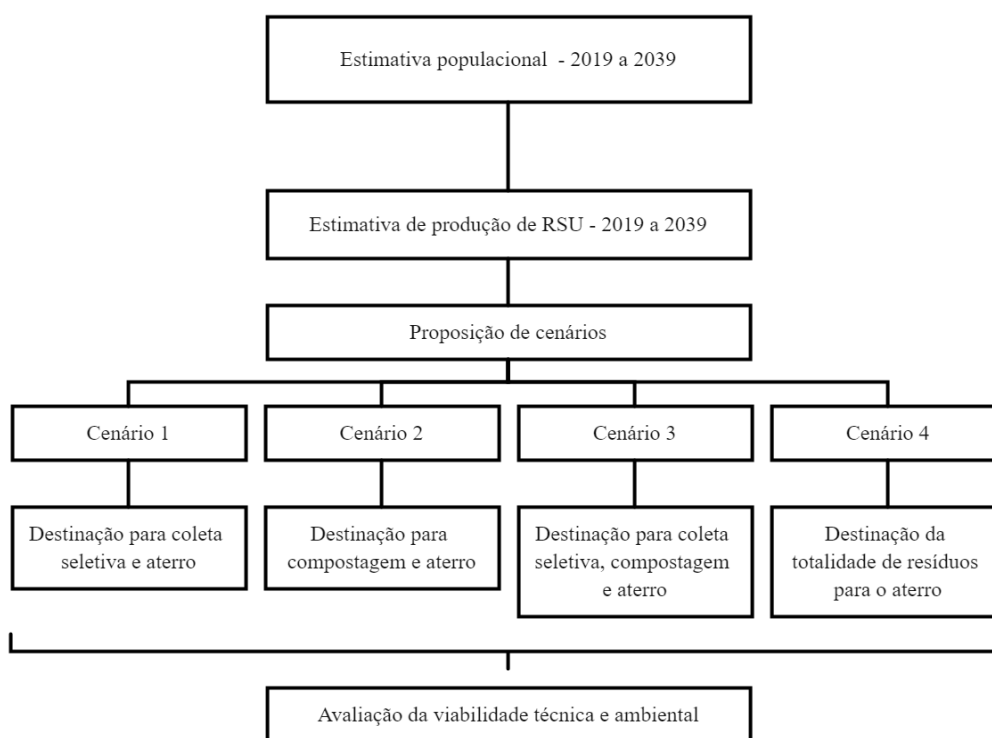 Estimativa populacional - 2019 a 2039
Estimativa de produção de RSU - 2019 a 2039
Proposição de cenários
Cenário 1
Cenário 2
Cenário 3
Cenário 4
Destinação para coleta
seletiva e aterro
Destinação para
compostagem e aterro
Destinação para coleta
seletiva, compostagem
e aterro
Destinação da
totalidade de resíduos
para o aterro
Avaliação da viabilidade técnica e ambiental